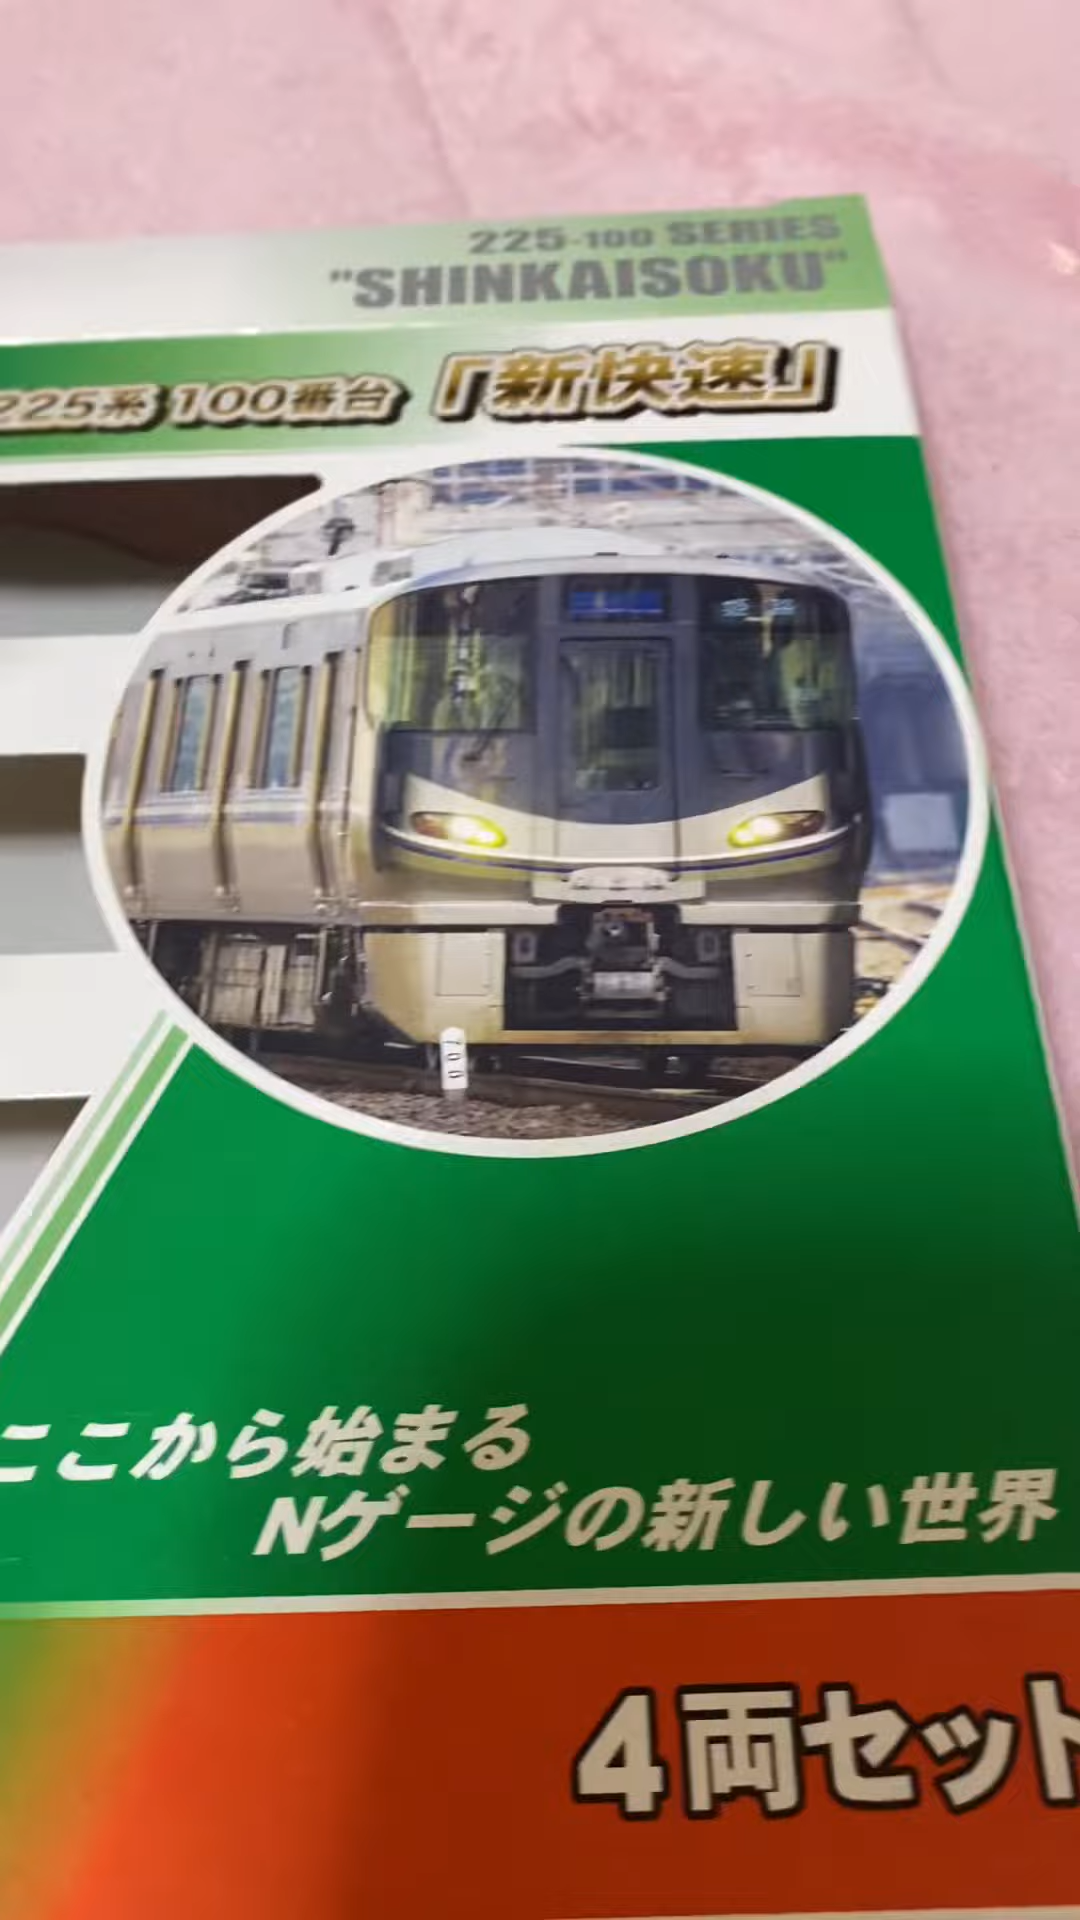 225-100 SERIES
"SHINKAISOKU"
225系 100番台 「新快速」
100
ここから始まる
Nゲージの新しい世界
4両セット